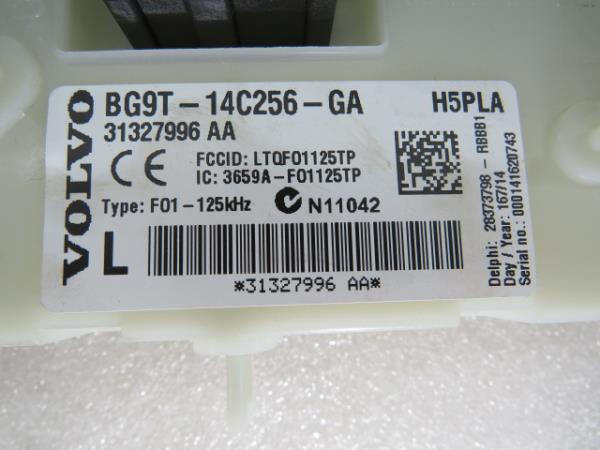 VOLVO
BG9T-14C256-GA H5PLA
31327996 AA
CE
FCCID: LTQFO1125TP
IC: 3659A-FO1125TP
Type: FO1-125kHz N11042
L
*31327996 AA*
Delphi: 28373798 - RBBB1
Day / Year: 167/14
Serial no.: 000141620743